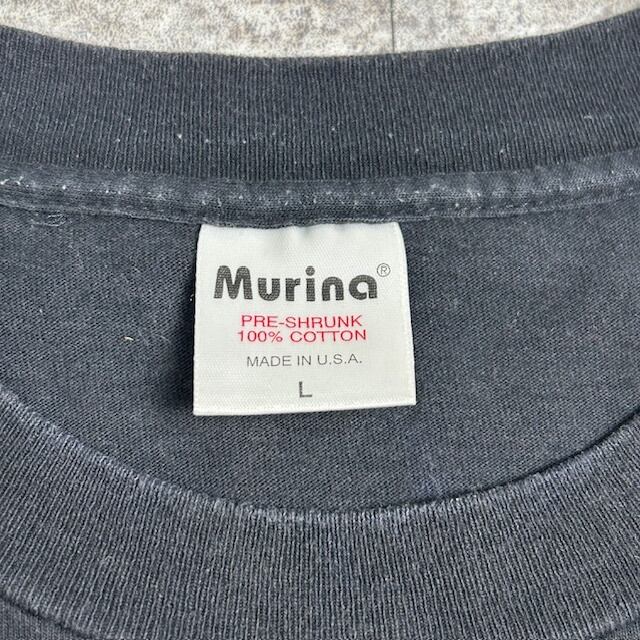 Murina®
PRE-SHRUNK
100% COTTON
MADE IN U.S.A.
L